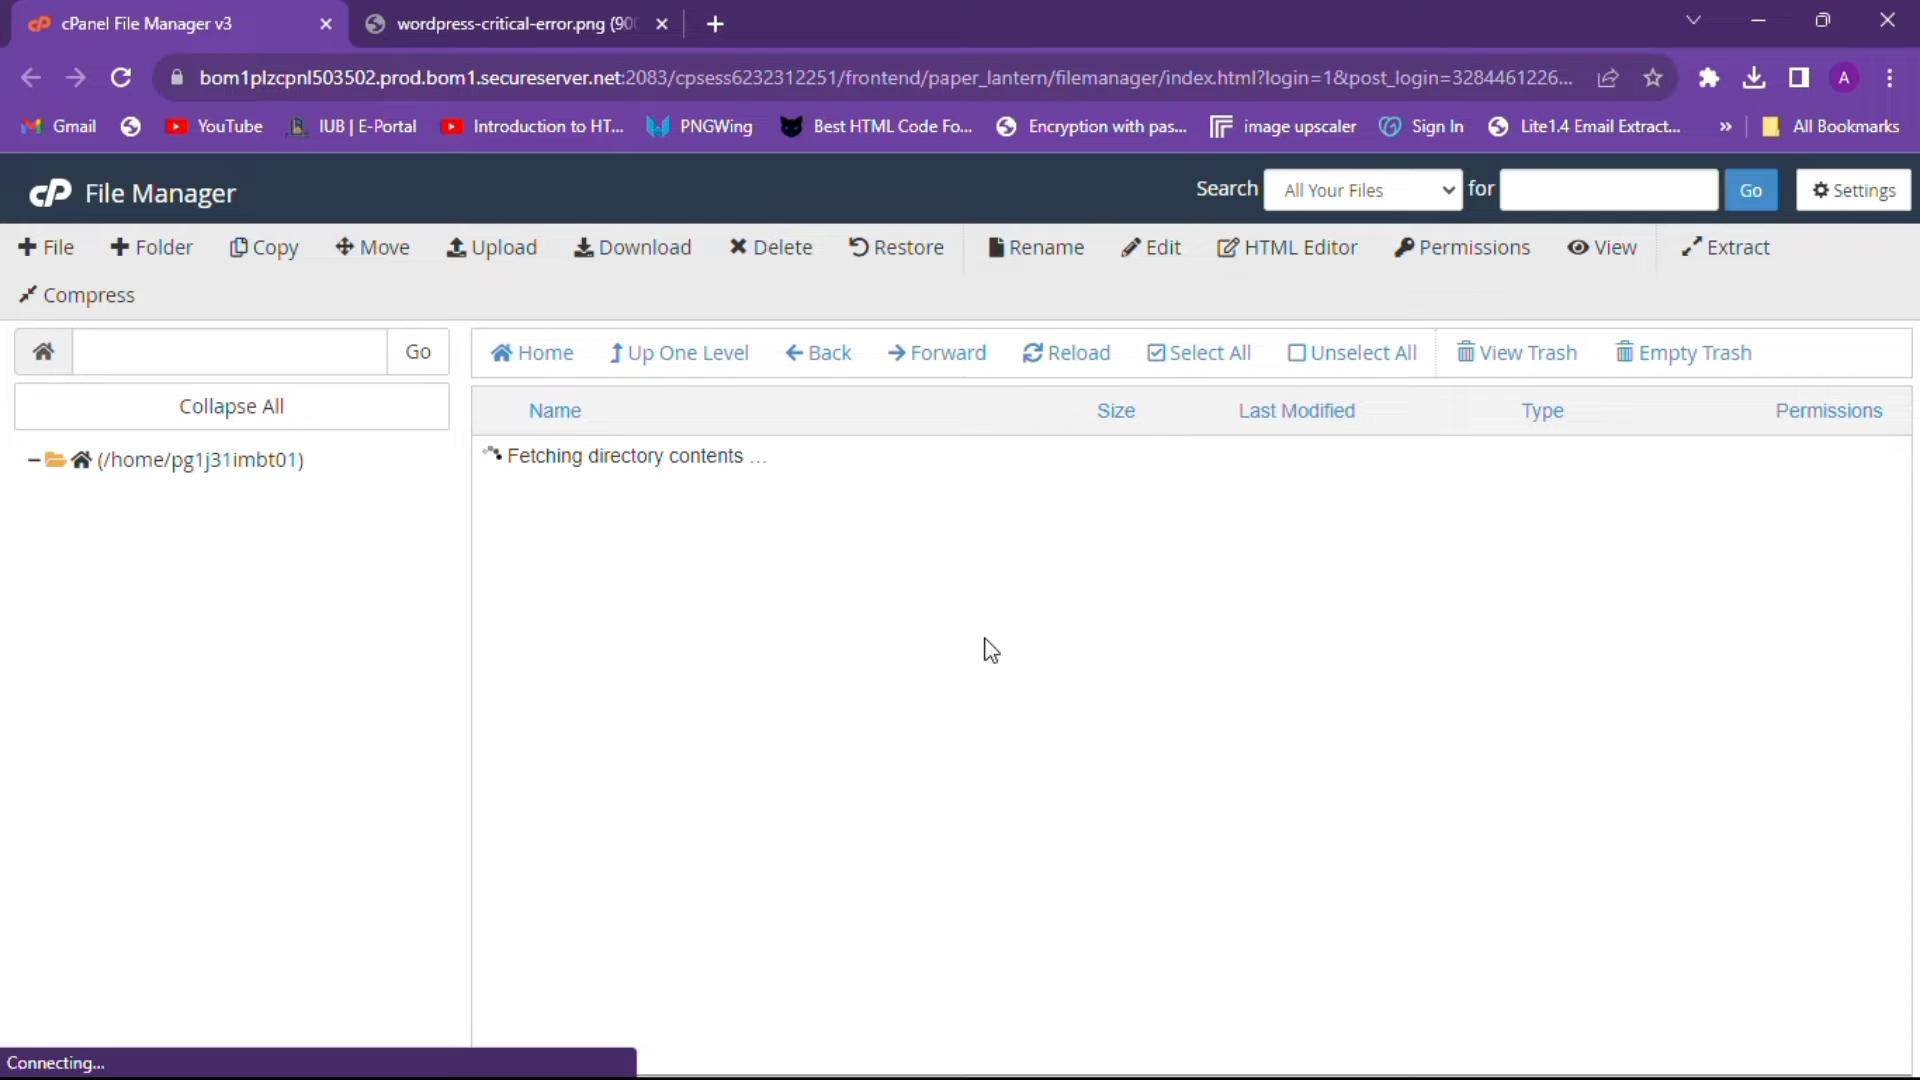 cPanel File Manager v3
wordpress-critical-error.png (90
bom1plzcpnl503502.prod.bom1.secureserver.net:2083/cpsess6232312251/frontend/paper_lantern/filemanager/index.html?login=1&post_login=3284461226...
A
Gmail YouTube IUB | E-Portal Introduction to HT... PNGWing Best HTML Code Fo... Encryption with pas... image upscaler Sign In Lite1.4 Email Extract... » All Bookmarks
cP File Manager Search All Your Files for Go Settings
File Folder Copy Move Upload Download Delete Restore Rename Edit HTML Editor Permissions View Extract
Compress
Go
Home Up One Level Back Forward Reload Select All Unselect All View Trash Empty Trash
Collapse All
Name Size Last Modified Type Permissions
(/home/pg1j31imbt01)
Fetching directory contents ...
Connecting...